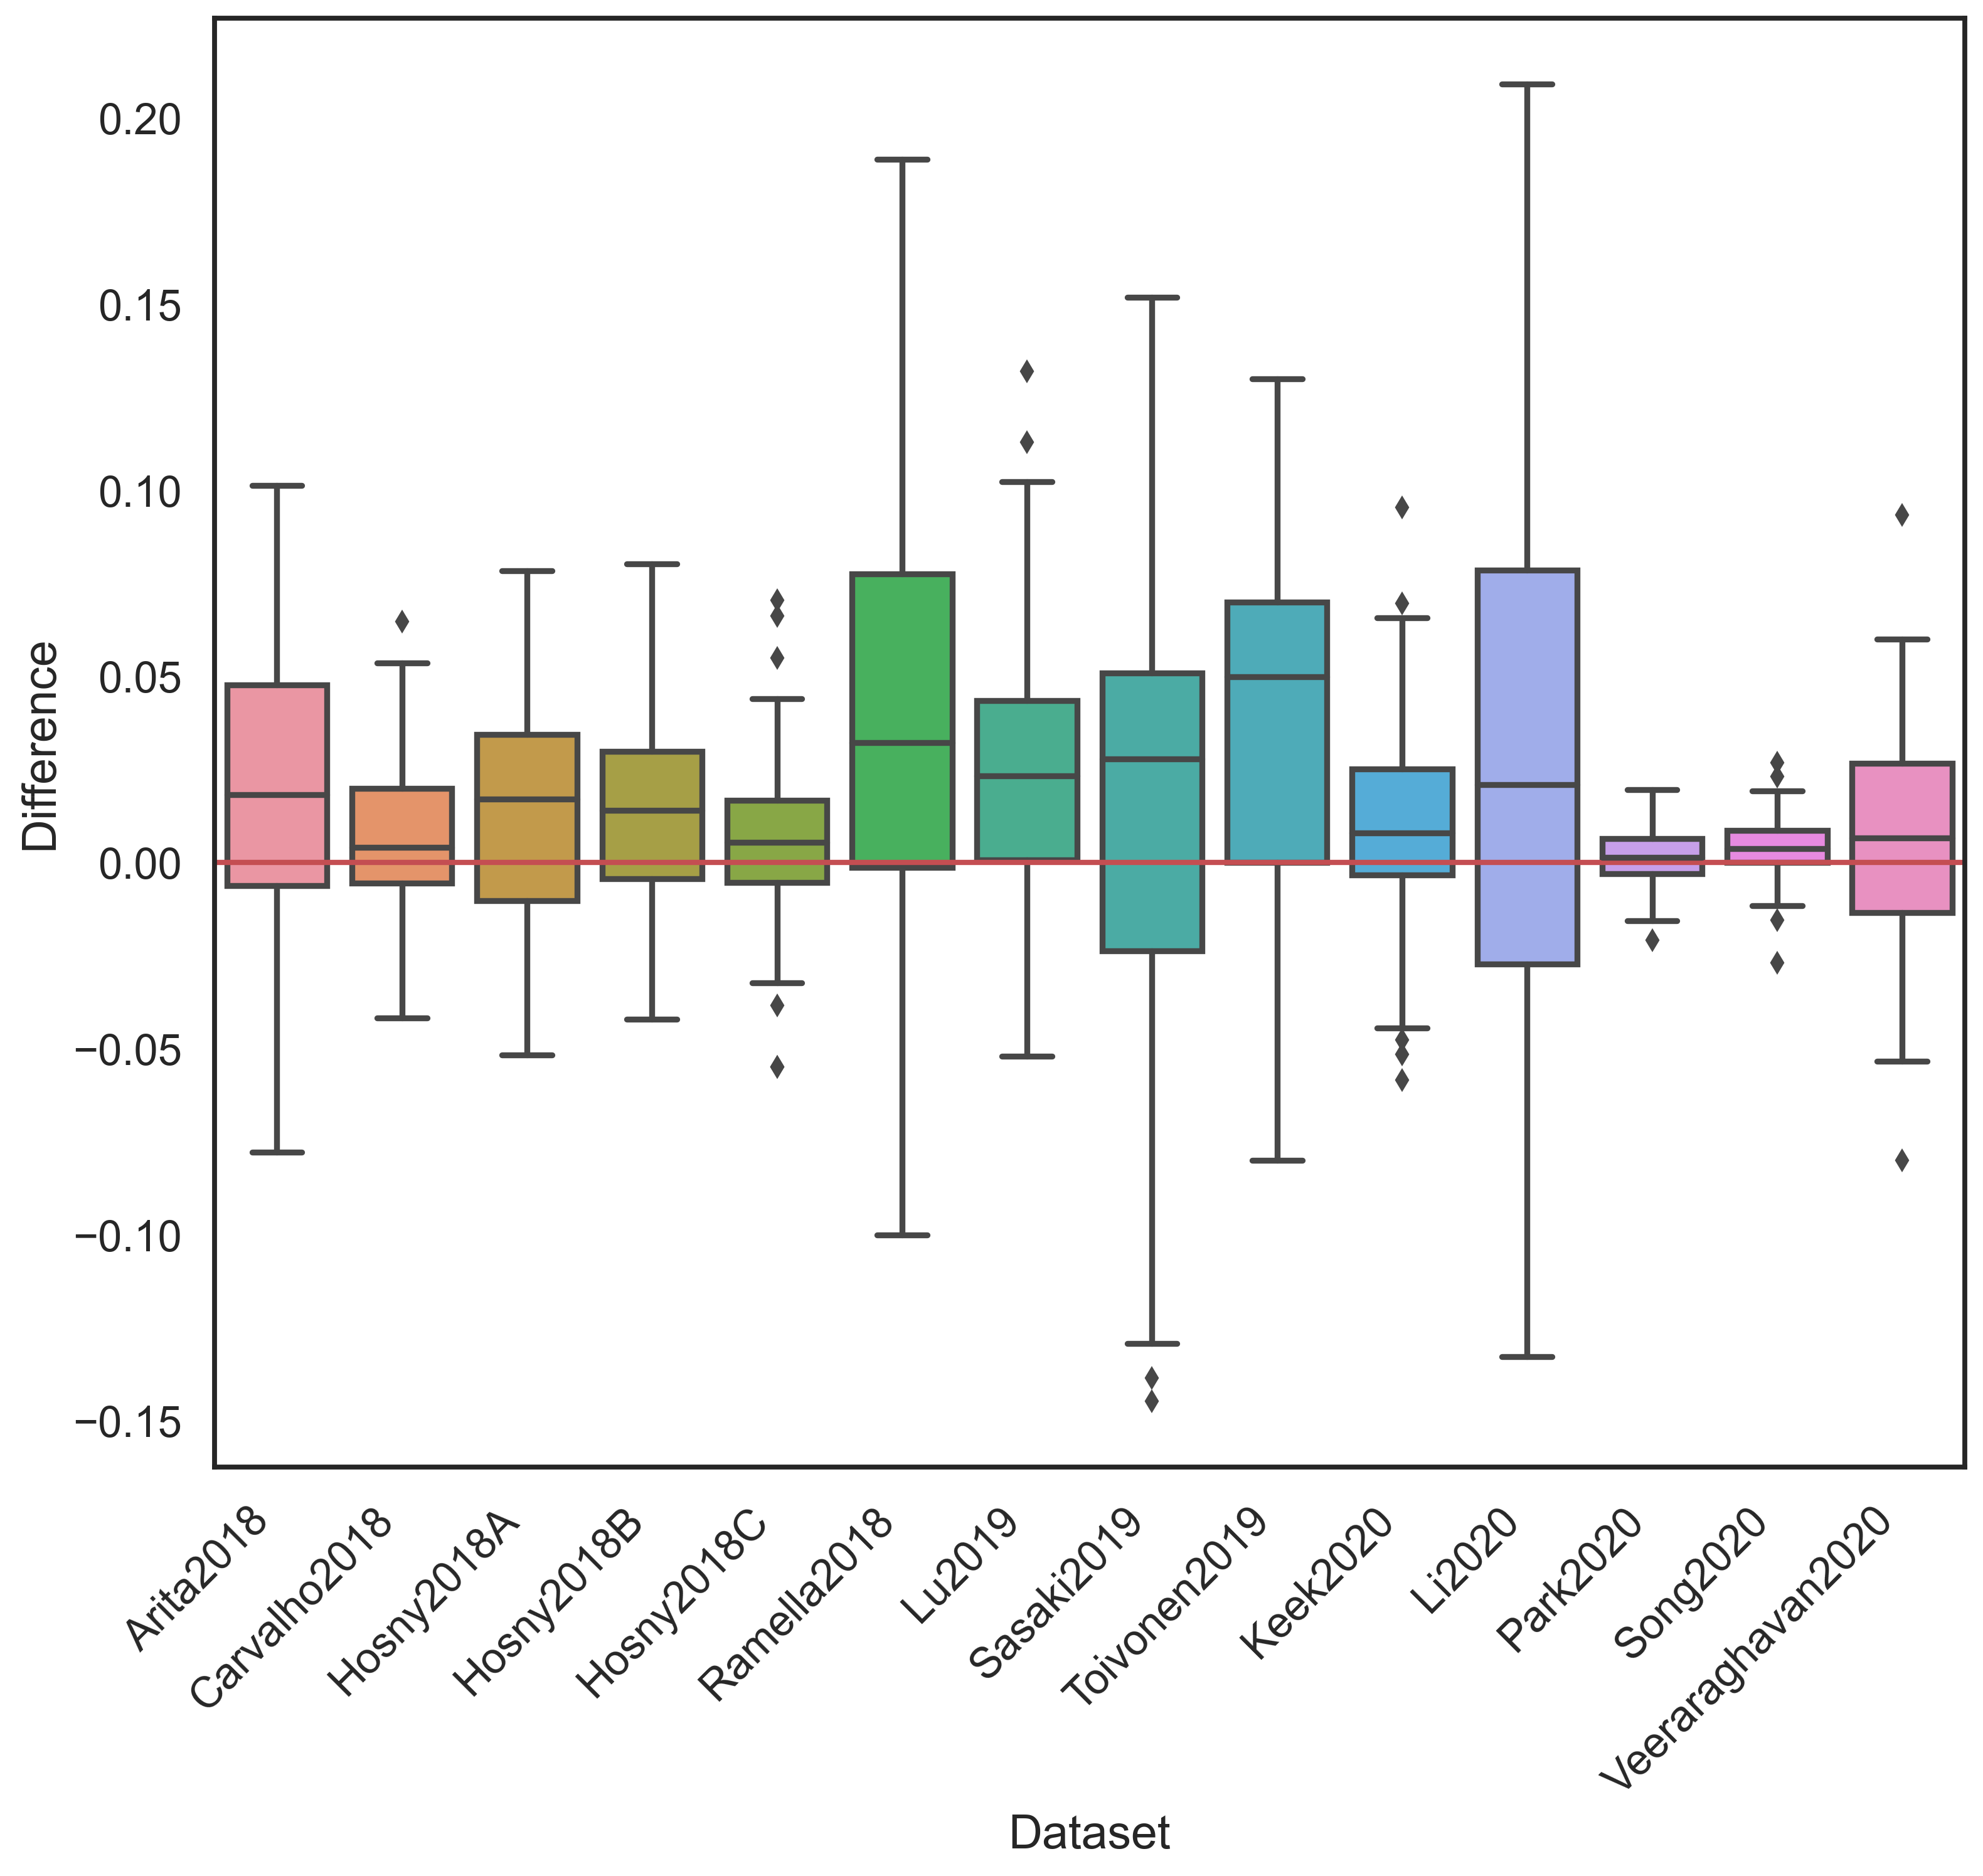 0.20
0.15
0.10
0.05
0.00
−0.05
−0.10
−0.15
Difference
Arita2018
Carvalho2018
Hosny2018A
Hosny2018B
Hosny2018C
Ramella2018
Lu2019
Sasaki2019
Toivonen2019
Keek2020
Li2020
Park2020
Song2020
Veeraraghavan2020
Dataset